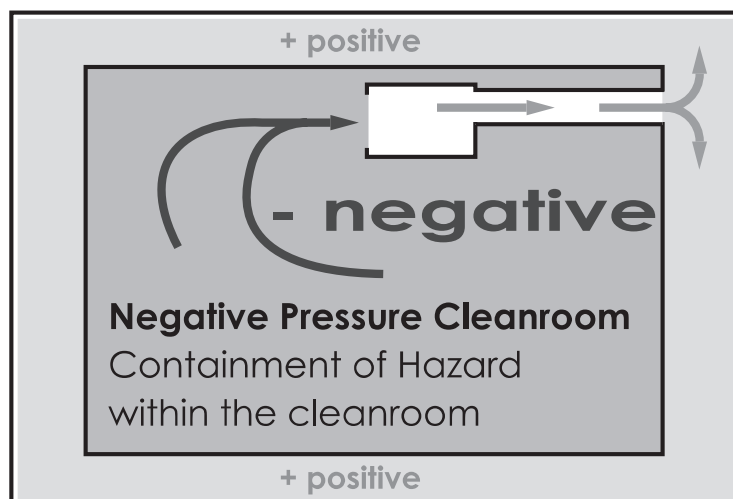 + positive
- negative
Negative Pressure Cleanroom
Containment of Hazard
within the cleanroom
+ positive